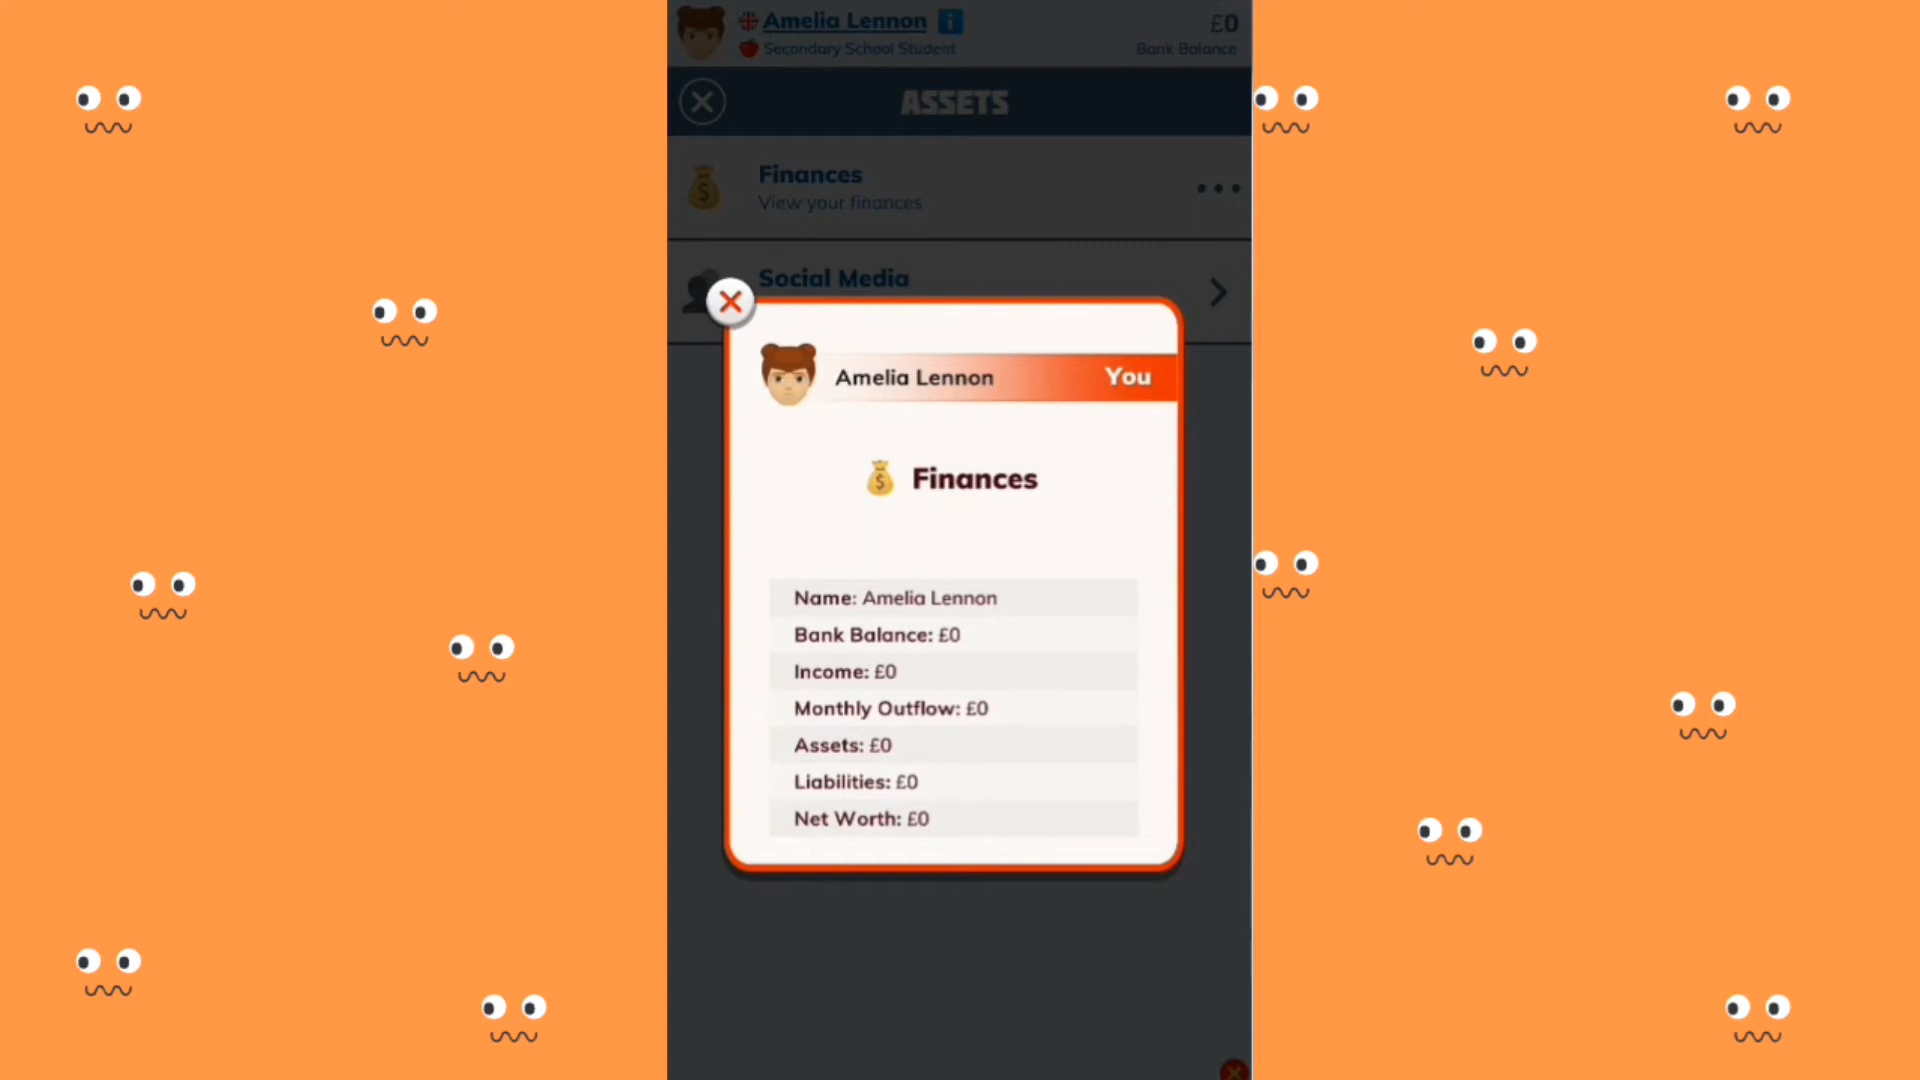 Amelia Lennon
£0
Secondary School Student
Bank Balance
ASSETS
Finances
View your finances
Social Media
Amelia Lennon
You
Finances
Name: Amelia Lennon
Bank Balance: £0
Income: £0
Monthly Outflow: £0
Assets: £0
Liabilities: £0
Net Worth: £0